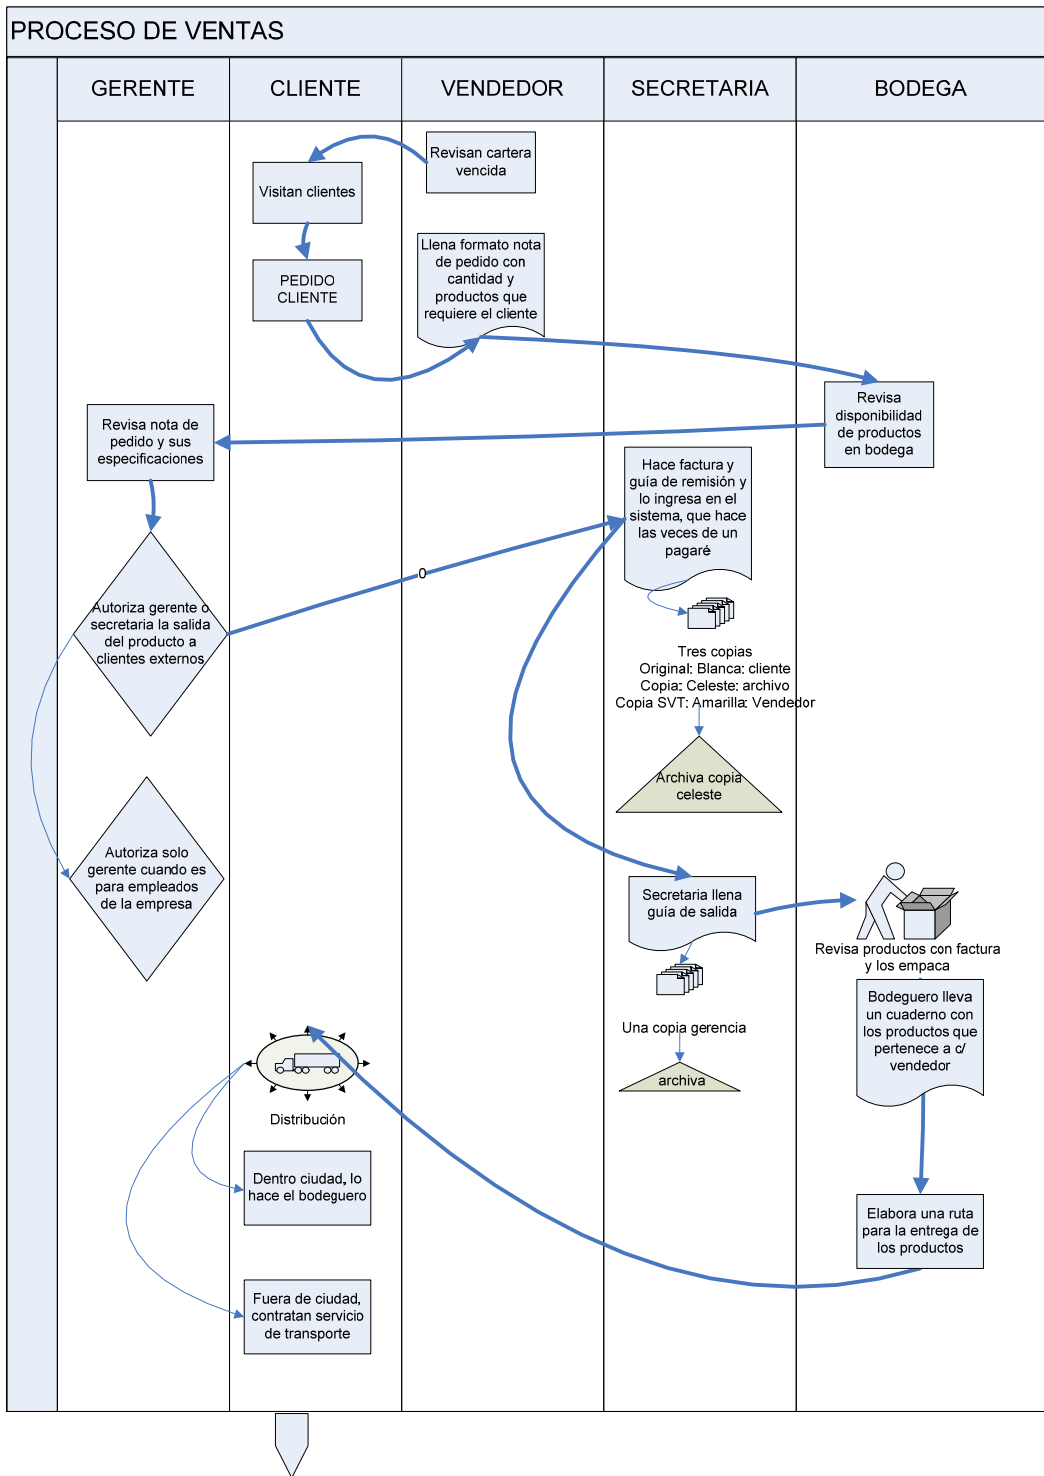 PROCESO DE VENTAS
GERENTE
CLIENTE
VENDEDOR
SECRETARIA
BODEGA
Revisan cartera
vencida
Visitan clientes
PEDIDO
CLIENTE
Llena formato nota
de pedido con
cantidad y
productos que
requiere el cliente
Revisa
disponibilidad
de productos
en bodega
Revisa nota de
pedido y sus
especificaciones
Hace factura y
guía de remisión y
lo ingresa en el
sistema, que hace
las veces de un
pagaré
0
Autoriza gerente o
secretaria la salida
del producto a
clientes externos
Tres copias
Original: Blanca: cliente
Copia: Celeste: archivo
Copia SVT: Amarilla: Vendedor
Archiva copia
celeste
Autoriza solo
gerente cuando es
para empleados
de la empresa
Secretaria llena
guía de salida
Revisa productos con factura
y los empaca
Una copia gerencia
archiva
Bodeguero lleva
un cuaderno con
los productos que
pertenece a c/
vendedor
Distribución
Dentro ciudad, lo
hace el bodeguero
Elabora una ruta
para la entrega de
los productos
Fuera de ciudad,
contratan servicio
de transporte